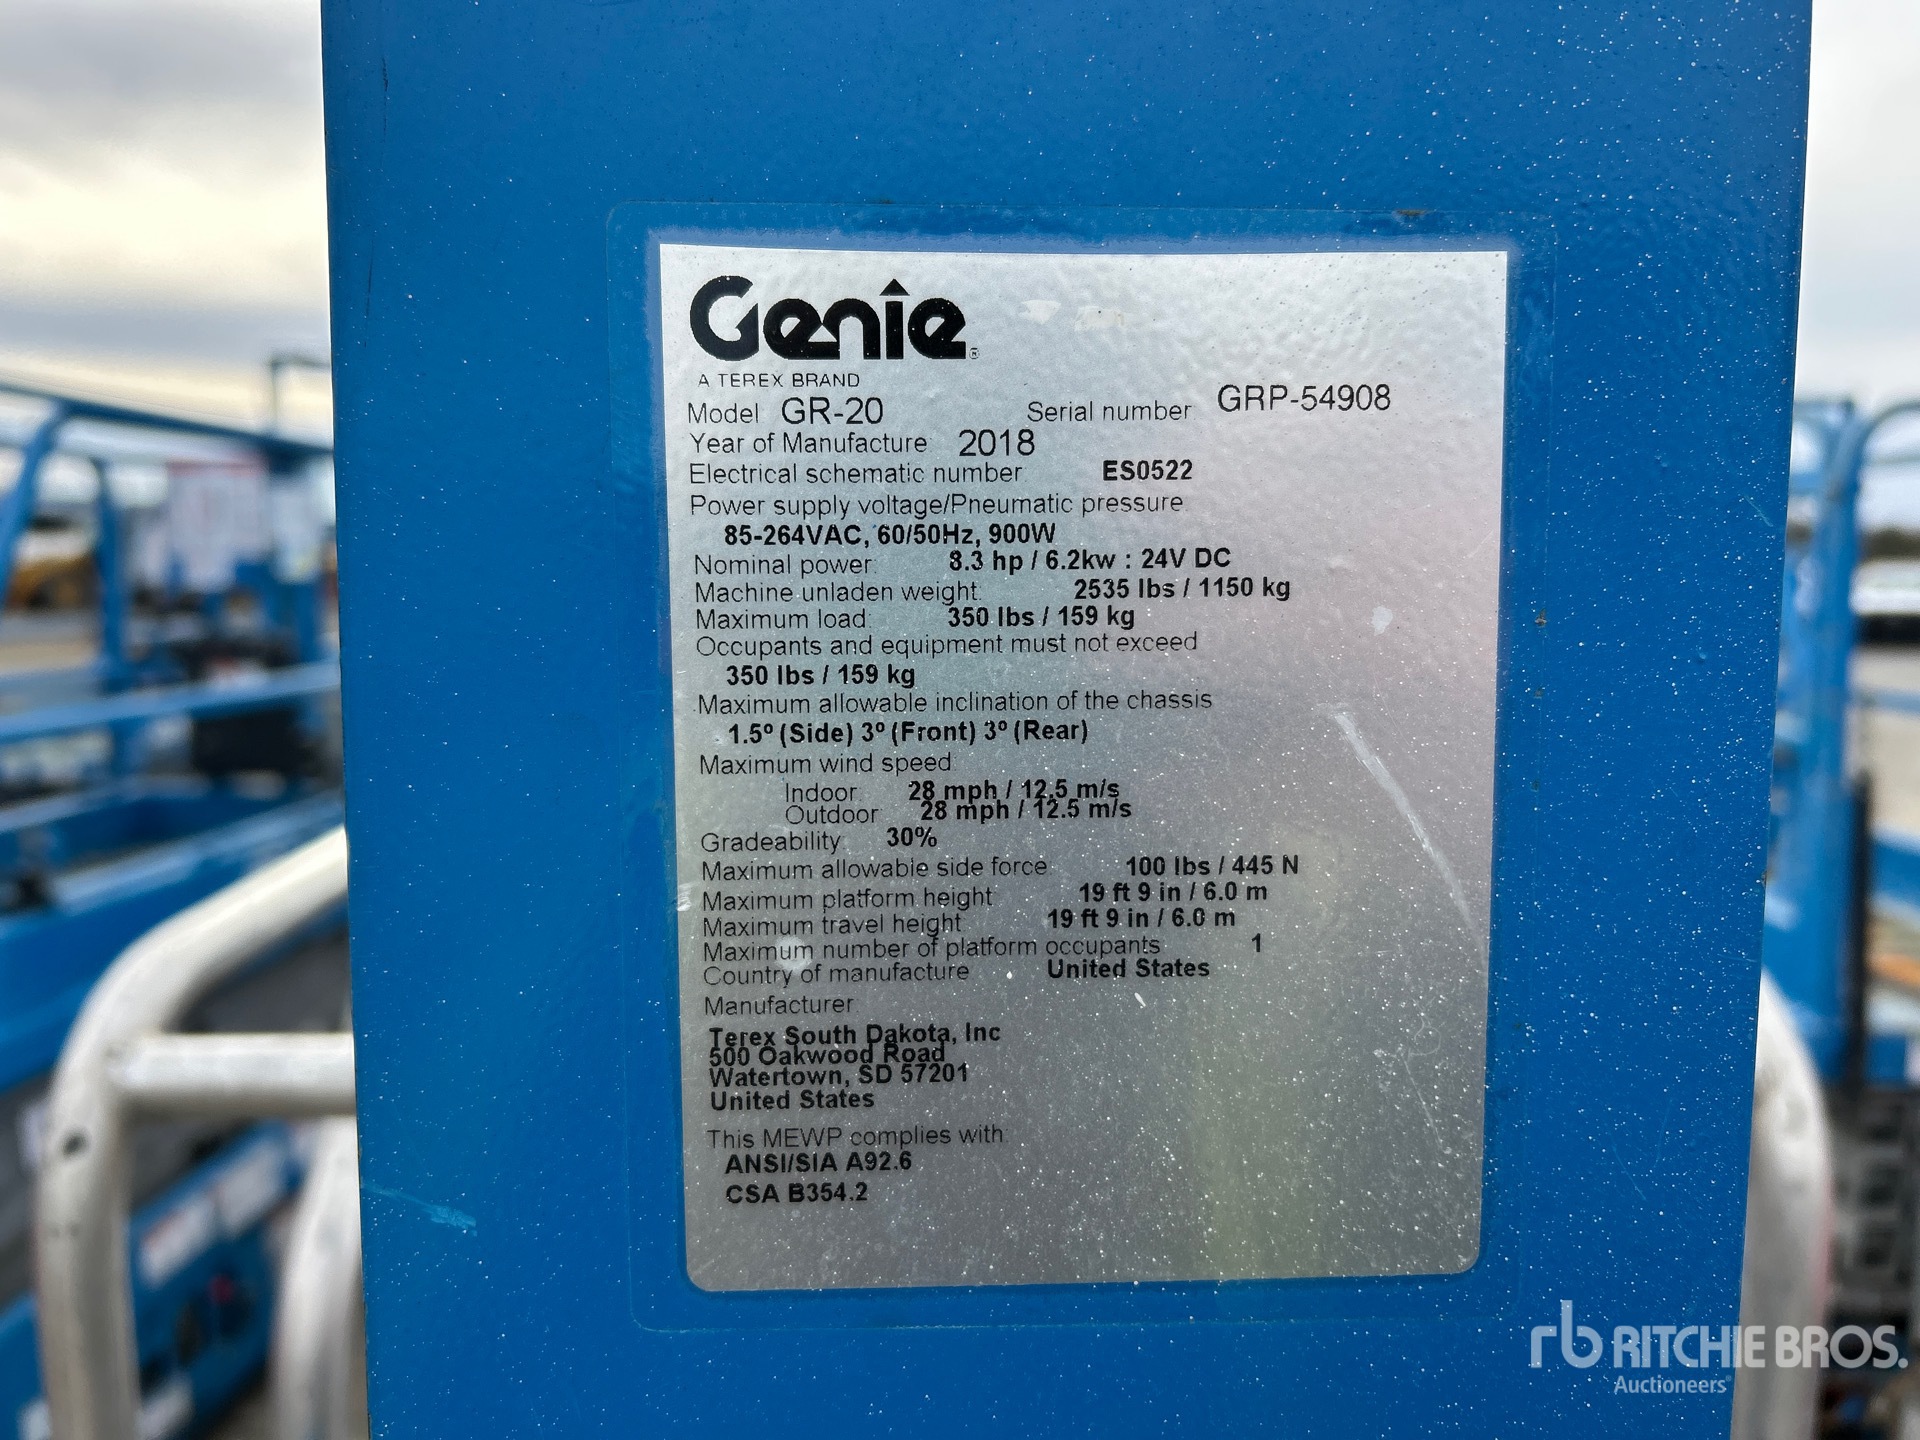 Genie®
A TEREX BRAND
Model GR-20 Serial number: GRP-54908
Year of Manufacture: 2018
Electrical schematic number: ES0522
Power supply voltage/Pneumatic pressure:
85-264VAC, 60/50Hz, 900W
Nominal power: 8.3 hp / 6.2kw : 24V DC
Machine unladen weight: 2535 lbs / 1150 kg
Maximum load: 350 lbs / 159 kg
Occupants and equipment must not exceed
350 lbs / 159 kg
Maximum allowable inclination of the chassis
1.5º (Side) 3º (Front) 3º (Rear)
Maximum wind speed:
Indoor: 28 mph / 12.5 m/s
Outdoor: 28 mph / 12.5 m/s
Gradeability: 30%
Maximum allowable side force: 100 lbs / 445 N
Maximum platform height: 19 ft 9 in / 6.0 m
Maximum travel height: 19 ft 9 in / 6.0 m
Maximum number of platform occupants: 1
Country of manufacture: United States
Manufacturer:
Terex South Dakota, Inc
500 Oakwood Road
Watertown, SD 57201
United States
This MEWP complies with:
ANSI/SIA A92.6
CSA B354.2
rb RITCHIE BROS.
Auctioneers®